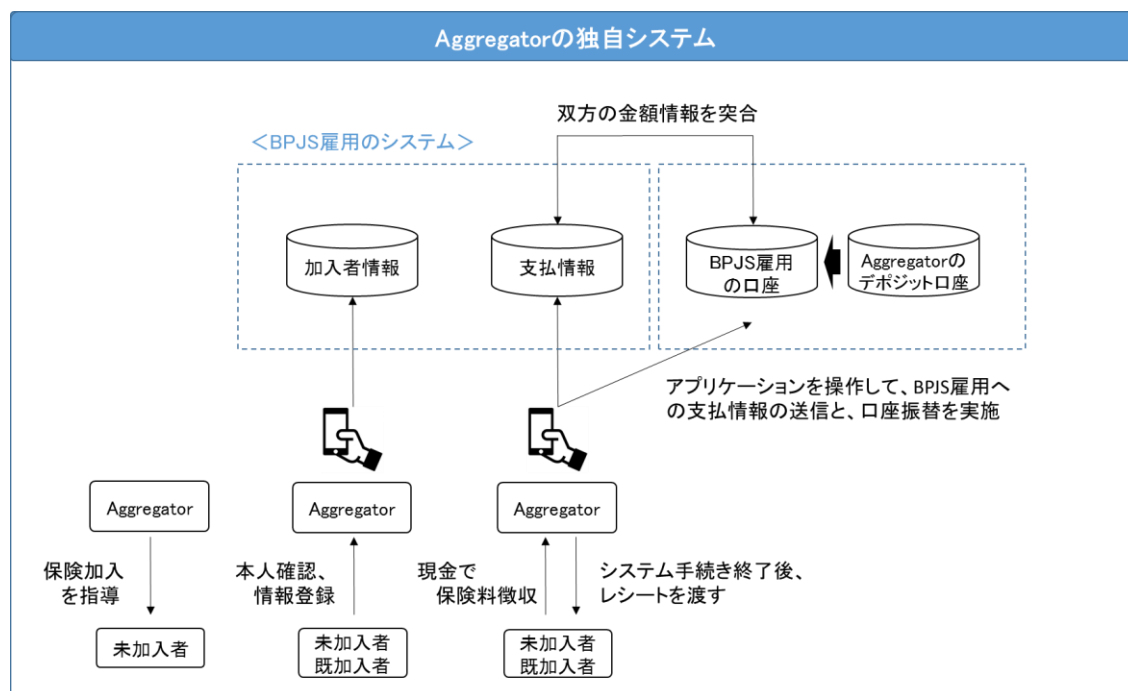 Aggregatorの独自システム
双方の金額情報を突合
＜BPJS雇用のシステム＞
加入者情報
支払情報
BPJS雇用
の口座
Aggregatorの
デポジット口座
アプリケーションを操作して、BPJS雇用へ
の支払情報の送信と、口座振替を実施
Aggregator
Aggregator
Aggregator
保険加入
を指導
本人確認、
情報登録
現金で
保険料徴収
システム手続き終了後、
レシートを渡す
未加入者
未加入者
既加入者
未加入者
既加入者